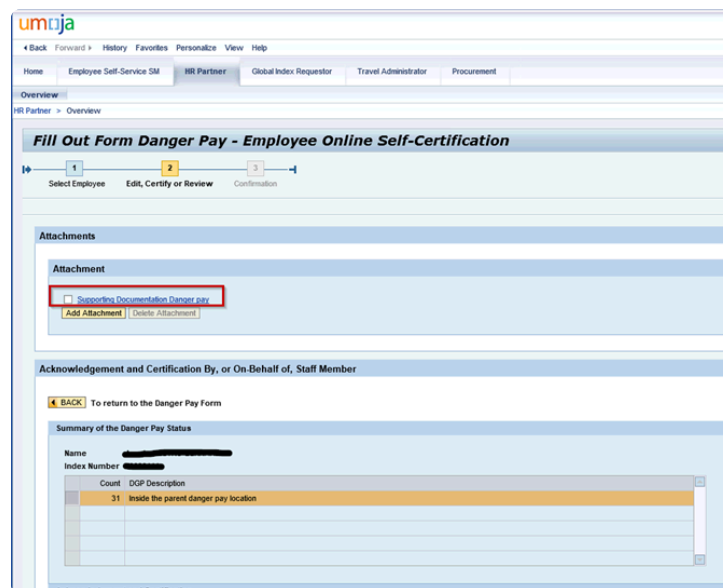 umoja
Back Forward History Favorites Personalize View Help
Home Employee Self-Service SM HR Partner Global Index Requestor Travel Administrator Procurement
Overview
HR Partner > Overview
Fill Out Form Danger Pay - Employee Online Self-Certification
1 2 3
Select Employee Edit, Certify or Review Confirmation
Attachments
Attachment
Supporting Documentation Danger pay
Add Attachment Delete Attachment
Acknowledgement and Certification By, or On-Behalf of, Staff Member
BACK To return to the Danger Pay Form
Summary of the Danger Pay Status
Name
Index Number
Count DGP Description
31 Inside the parent danger pay location